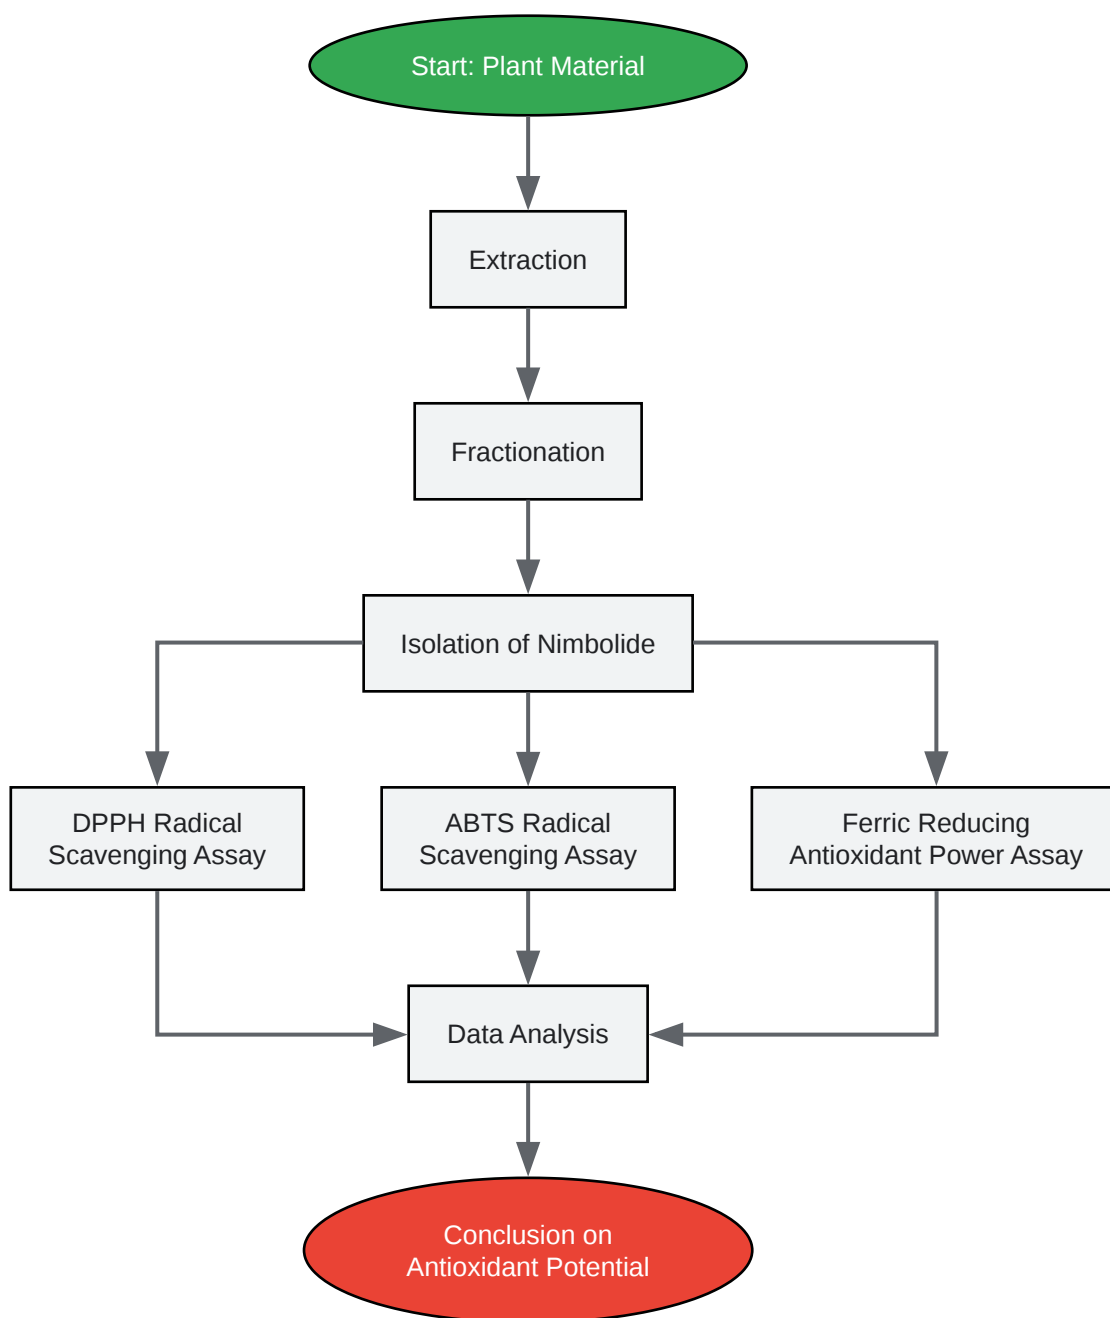 Start: Plant Material
Extraction
Fractionation
Isolation of Nimbolide
DPPH Radical
Scavenging Assay
ABTS Radical
Scavenging Assay
Ferric Reducing
Antioxidant Power Assay
Data Analysis
Conclusion on
Antioxidant Potential